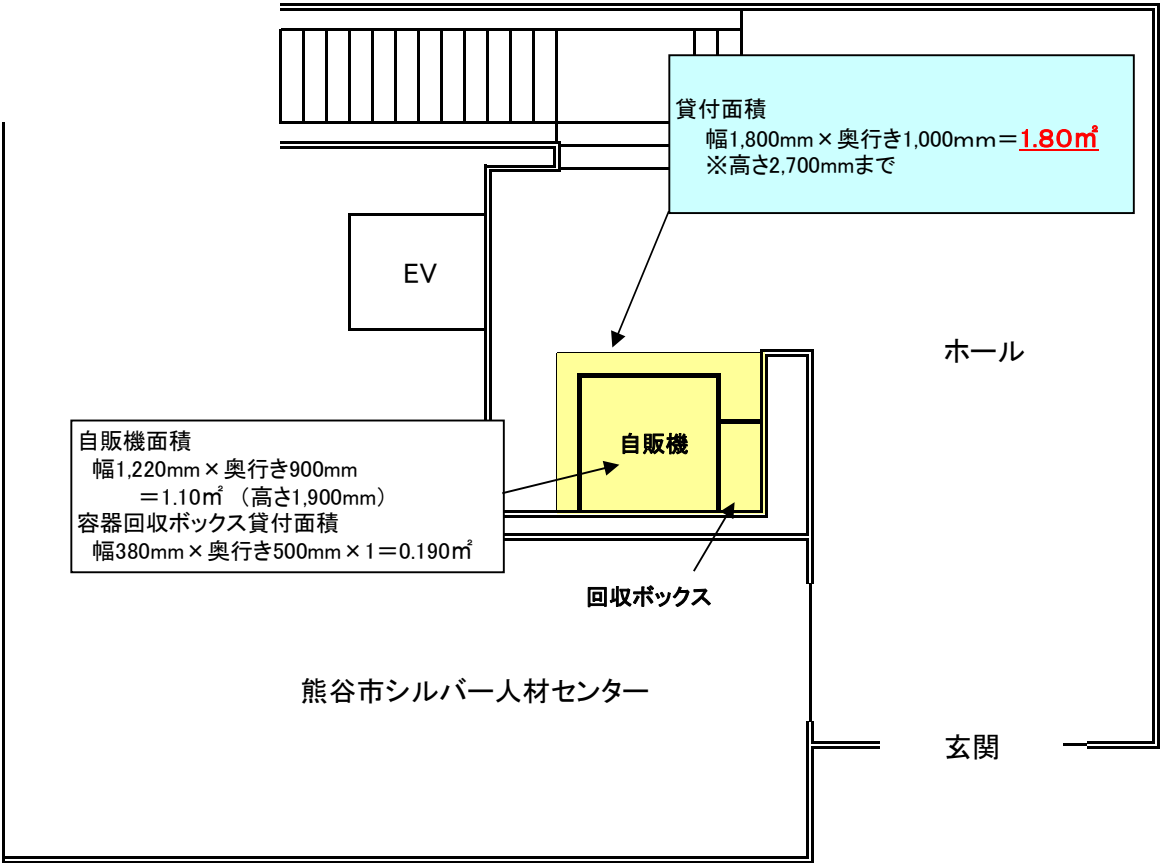 貸付面積
幅1,800mm×奥行き1,000mm＝1.80㎡
※高さ2,700mmまで
EV
ホール
自販機
自販機面積
幅1,220mm×奥行き900mm
＝1.10㎡ （高さ1,900mm）
容器回収ボックス貸付面積
幅380mm×奥行き500mm×1＝0.190㎡
回収ボックス
熊谷市シルバー人材センター
玄関